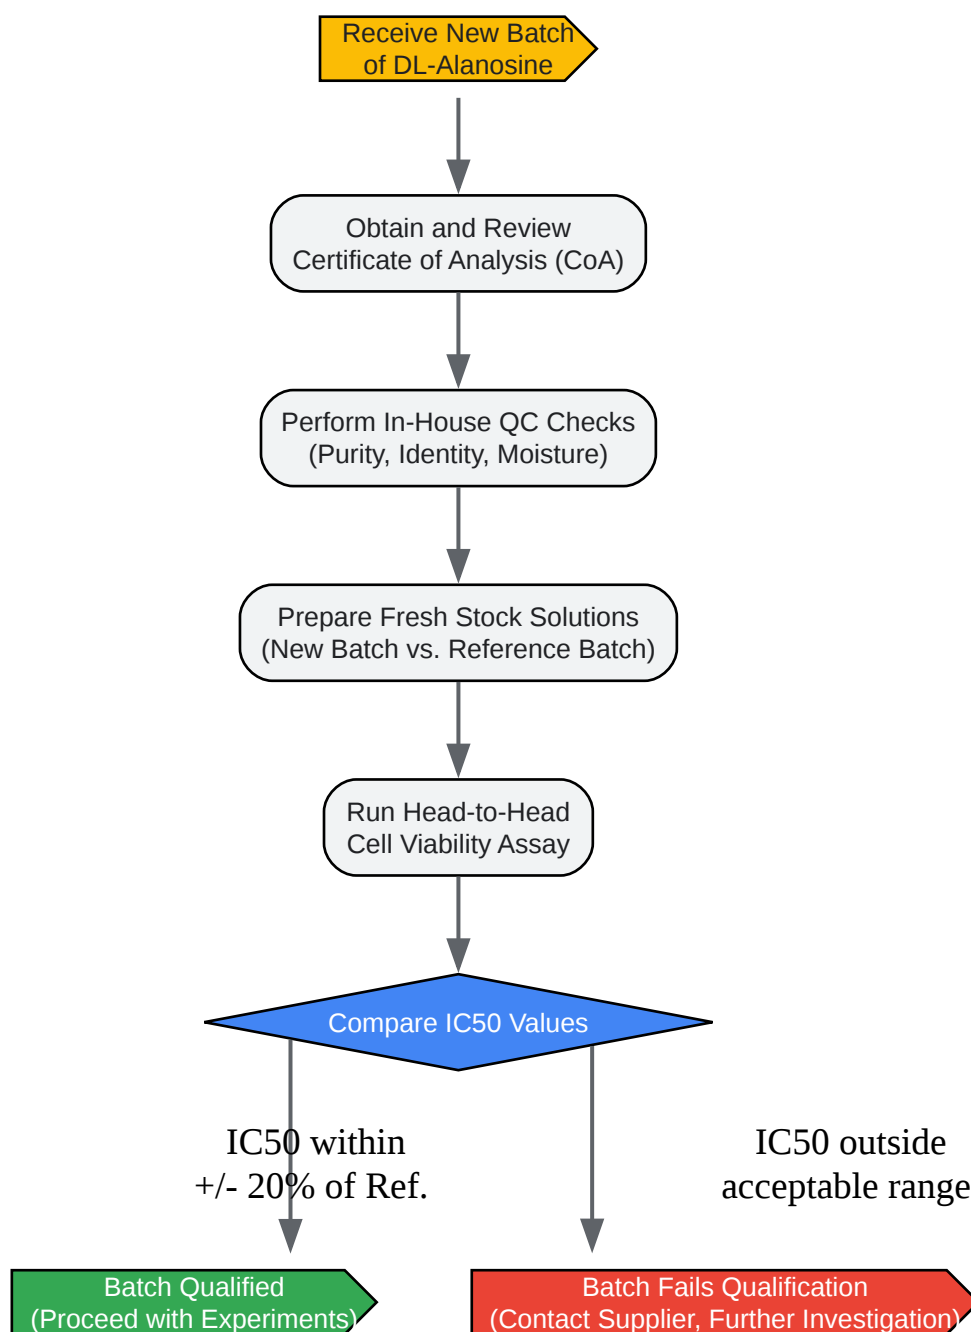 Receive New Batch
of DL-Alanosine
Obtain and Review
Certificate of Analysis (CoA)
Perform In-House QC Checks
(Purity, Identity, Moisture)
Prepare Fresh Stock Solutions
(New Batch vs. Reference Batch)
Run Head-to-Head
Cell Viability Assay
Compare IC50 Values
IC50 within
+/- 20% of Ref.
IC50 outside
acceptable range
Batch Qualified
(Proceed with Experiments)
Batch Fails Qualification
(Contact Supplier, Further Investigation)